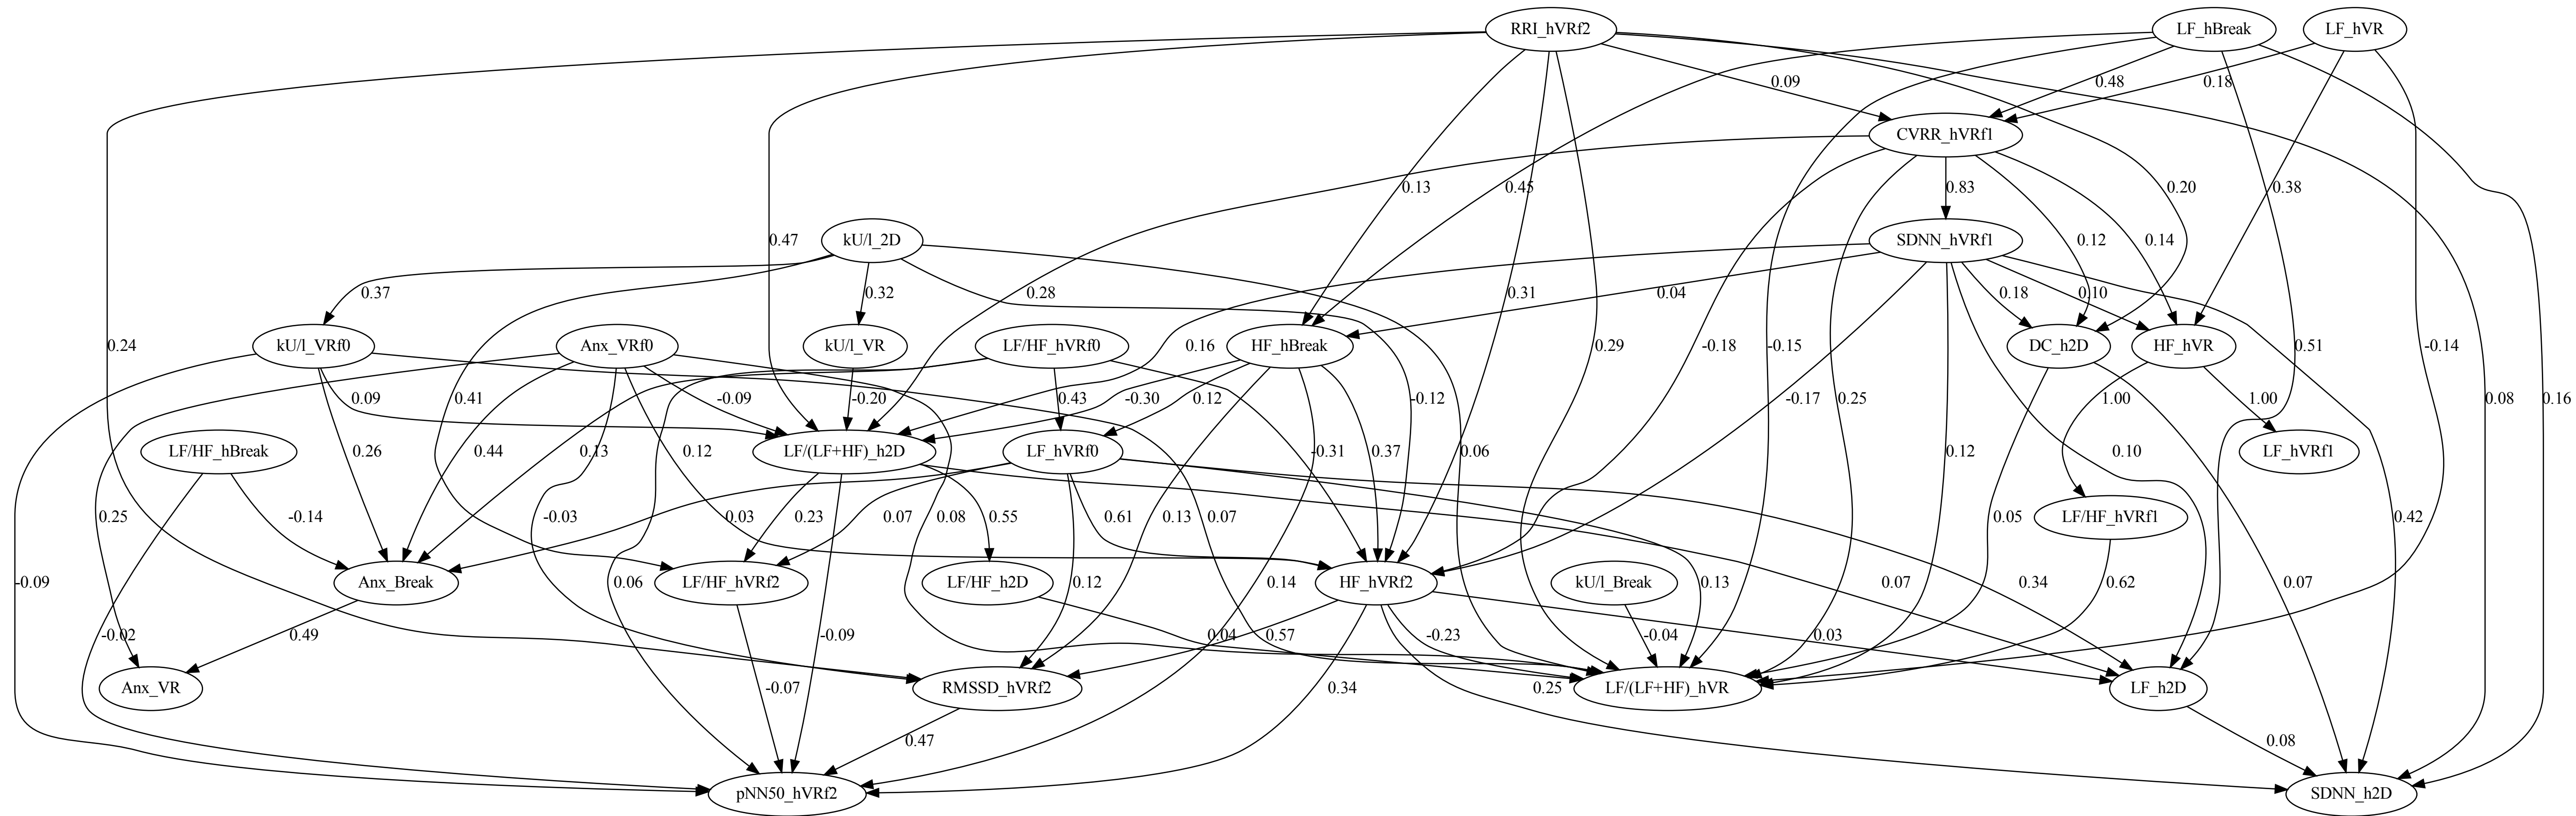 RRI_hVRf2
LF_hBreak
LF_hVR
0.09
0.48
0.18
CVRR_hVRf1
0.13
0.45
0.83
0.20
0.38
0.47
kU/l_2D
SDNN_hVRf1
0.12
0.14
0.37
0.32
0.28
0.31
0.04
0.18
0.10
0.24
kU/l_VRf0
Anx_VRf0
kU/l_VR
LF/HF_hVRf0
0.16
HF_hBreak
0.29
-0.18
-0.15
DC_h2D
HF_hVR
0.51
-0.14
0.09
0.41
-0.09
-0.20
0.43
-0.30
0.12
-0.12
-0.17
0.25
1.00
1.00
0.08
0.16
LF/HF_hBreak
0.26
0.44
0.13
0.12
LF/(LF+HF)_h2D
LF_hVRf0
-0.31
0.37
0.06
0.12
0.10
LF_hVRf1
0.25
-0.14
-0.03
0.03
0.23
0.07
0.08
0.55
0.61
0.13
0.07
0.05
LF/HF_hVRf1
0.42
-0.09
Anx_Break
LF/HF_hVRf2
LF/HF_h2D
0.12
0.14
HF_hVRf2
kU/l_Break
0.13
0.07
0.34
0.62
0.07
-0.02
0.49
0.06
-0.09
0.04
0.57
-0.23
-0.04
0.03
Anx_VR
-0.07
RMSSD_hVRf2
0.34
0.25
LF/(LF+HF)_hVR
LF_h2D
0.47
0.08
pNN50_hVRf2
SDNN_h2D